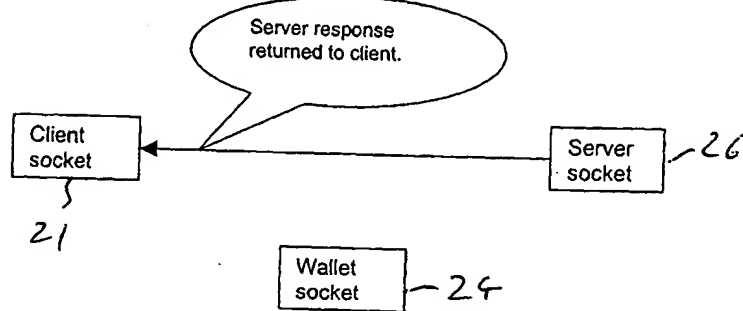 Server response
returned to client.
Client
socket
Server
socket
26
21
Wallet
socket
24